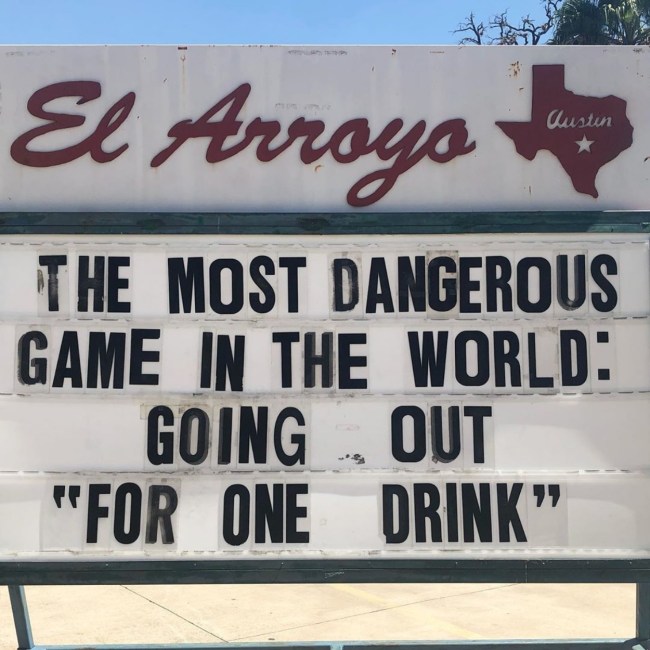 El Arroyo
Austin
THE MOST DANGEROUS
GAME IN THE WORLD:
GOING OUT
"FOR ONE DRINK"